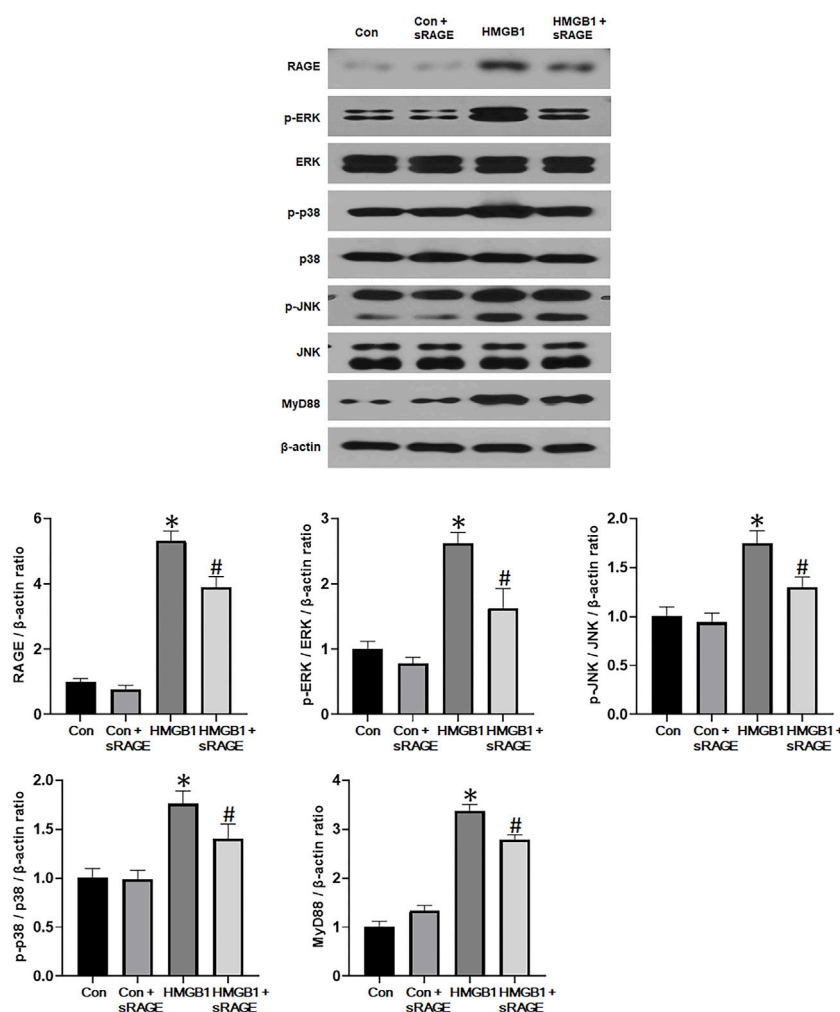 Con
Con +
sRAGE
HMGB1
HMGB1 +
sRAGE
RAGE
p-ERK
ERK
p-p38
p38
p-JNK
JNK
MyD88
β-actin
RAGE / β-actin ratio
6
4
2
0
*
#
Con
Con +
sRAGE
HMGB1
HMGB1 +
sRAGE
p-ERK / ERK / β-actin ratio
3
2
1
0
*
#
Con
Con +
sRAGE
HMGB1
HMGB1 +
sRAGE
p-JNK / JNK / β-actin ratio
2.0
1.5
1.0
0.5
0.0
*
#
Con
Con +
sRAGE
HMGB1
HMGB1 +
sRAGE
p-p38 / p38 / β-actin ratio
2.0
1.5
1.0
0.5
0.0
*
#
Con
Con +
sRAGE
HMGB1
HMGB1 +
sRAGE
MyD88 / β-actin ratio
4
3
2
1
0
*
#
Con
Con +
sRAGE
HMGB1
HMGB1 +
sRAGE